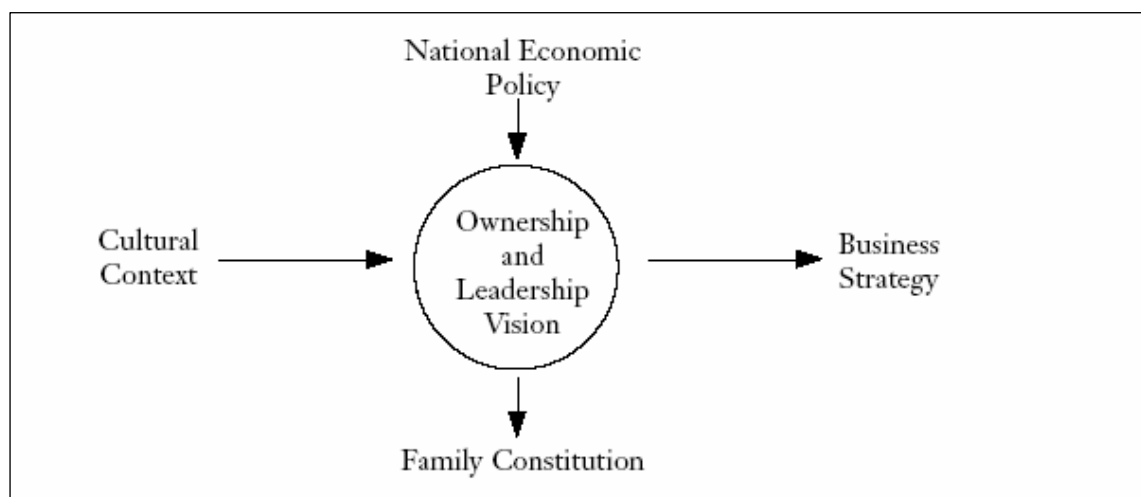 National Economic
Policy
Cultural
Context
Ownership
and
Leadership
Vision
Business
Strategy
Family Constitution